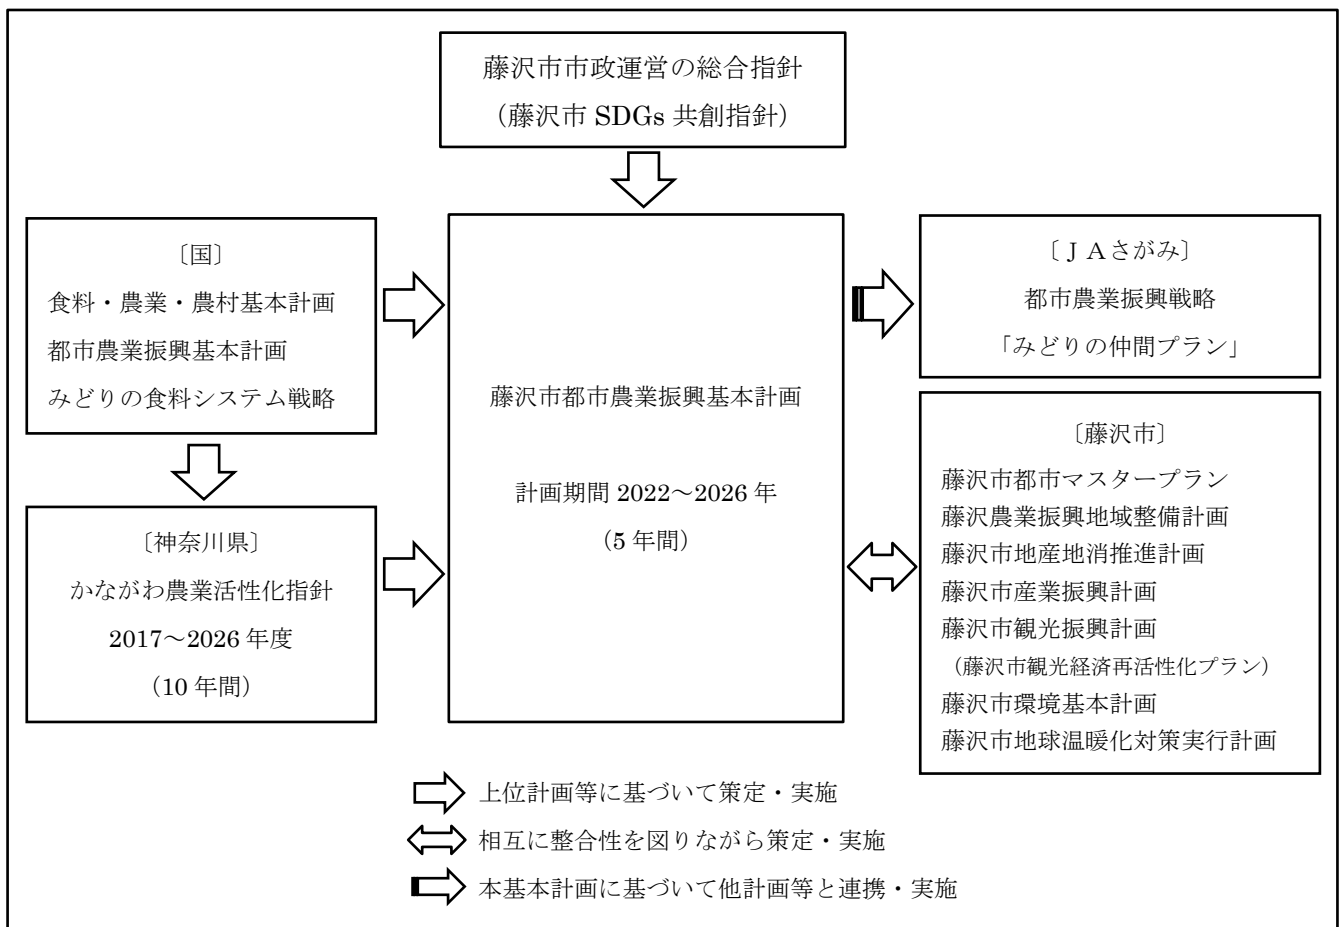 藤沢市市政運営の総合指針
（藤沢市 SDGs 共創指針）
〔国〕
食料・農業・農村基本計画
都市農業振興基本計画
みどりの食料システム戦略
〔神奈川県〕
かながわ農業活性化指針
2017～2026 年度
（10 年間）
藤沢市都市農業振興基本計画
計画期間 2022～2026 年
（5 年間）
〔ＪＡさがみ〕
都市農業振興戦略
「みどりの仲間プラン」
〔藤沢市〕
藤沢市都市マスタープラン
藤沢農業振興地域整備計画
藤沢市地産地消推進計画
藤沢市産業振興計画
藤沢市観光振興計画
（藤沢市観光経済再活性化プラン）
藤沢市環境基本計画
藤沢市地球温暖化対策実行計画
上位計画等に基づいて策定・実施
相互に整合性を図りながら策定・実施
本基本計画に基づいて他計画等と連携・実施